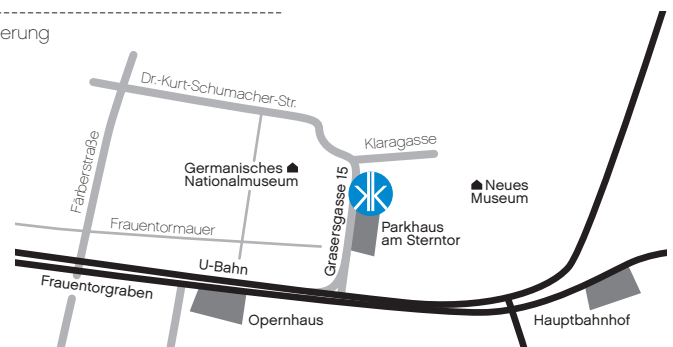 erung
Dr.-Kurt-Schumacher-Str.
Klaragasse
Färberstraße
Germanisches
Nationalmuseum
Grasersgasse 15
Neues
Museum
Frauentormauer
Parkhaus
am Sterntor
U-Bahn
Frauentorgraben
Opernhaus
Hauptbahnhof